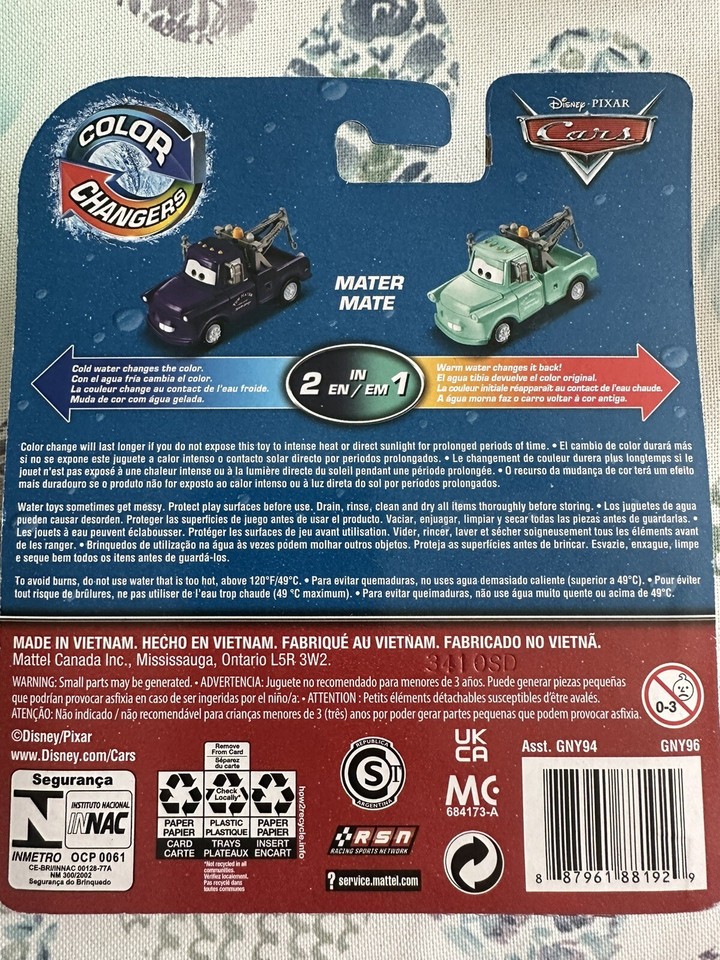 COLOR
CHANGERS
Disney · PIXAR
Cars
MATER
MATE
Cold water changes the color.
Con el agua fría cambia el color.
La couleur change au contact de l'eau froide.
Muda de cor com água gelada.
2 IN EN / EM 1
Warm water changes it back!
El agua tibia devuelve el color original.
La couleur initiale réapparaît au contact de l'eau chaude.
A água morna faz o carro voltar à cor antiga.
Color change will last longer if you do not expose this toy to intense heat or direct sunlight for prolonged periods of time. • El cambio de color durará más
si no se expone este juguete a calor intenso o contacto solar directo por periodos prolongados. • Le changement de couleur durera plus longtemps si le
jouet n'est pas exposé à une chaleur intense ou à la lumière directe du soleil pendant une période prolongée. • O recurso da mudança de cor terá um efeito
mais duradouro se o produto não for exposto ao calor intenso ou à luz direta do sol por períodos prolongados.
Water toys sometimes get messy. Protect play surfaces before use. Drain, rinse, clean and dry all items thoroughly before storing. • Los juguetes de agua
pueden causar desorden. Proteger las superficies de juego antes de usar el producto. Vaciar, enjuagar, limpiar y secar todas las piezas antes de guardarlas. •
Les jouets à eau peuvent éclabousser. Protéger les surfaces de jeu avant utilisation. Vider, rincer, laver et sécher soigneusement tous les éléments avant
de les ranger. • Brinquedos de utilização na água às vezes pódem molhar outros objetos. Proteja as superfícies antes de brincar. Esvazie, enxague, limpe
e seque bem todos os itens antes de guardá-los.
To avoid burns, do not use water that is too hot, above 120°F/49°C. • Para evitar quemaduras, no uses agua demasiado caliente (superior a 49°C). • Pour éviter
tout risque de brûlures, ne pas utiliser de l'eau trop chaude (49 °C maximum). • Para evitar queimaduras, não use água muito quente ou acima de 49°C.
MADE IN VIETNAM. HECHO EN VIETNAM. FABRIQUÉ AU VIETNAM. FABRICADO NO VIETNÃ.
Mattel Canada Inc., Mississauga, Ontario L5R 3W2.
3410SD
WARNING: Small parts may be generated. • ADVERTENCIA: Juguete no recomendado para menores de 3 años. Puede generar piezas pequeñas
que podrían provocar asfixia en caso de ser ingeridas por el niño/a: • ATTENTION : Petits éléments détachables susceptibles d'être avalés.
ATENÇÃO: Não indicado / não recomendável para crianças menores de 3 (três) anos por poder gerar partes pequenas que podem provocar asfixia.
0-3
©Disney/Pixar
www.Disney.com/Cars
Segurança
INSTITUTO NACIONAL
INNAC
INMETRO OCP 0061
CE-BRI/INNAC 00128-77A
NM 300/2002
Segurança do Brinquedo
Remove
From Card
Séparez
du carte
Check
Locally*
PAPER
PAPIER
CARD
CARTE
PLASTIC
PLASTIQUE
TRAYS
PLATEAUX
PAPER
PAPIER
INSERT
ENCART
*Not recycled in all
communities.
Vérifiez localement.
Pas recyclé dans
toutes communes
how2recycle.info
REPUBLICA
S
ARGENTINA
RSN
RACING SPORTS NETWORK
? service.mattel.com
UK
CA
684173-A
Asst. GNY94
GNY96
8 87961 88192 9